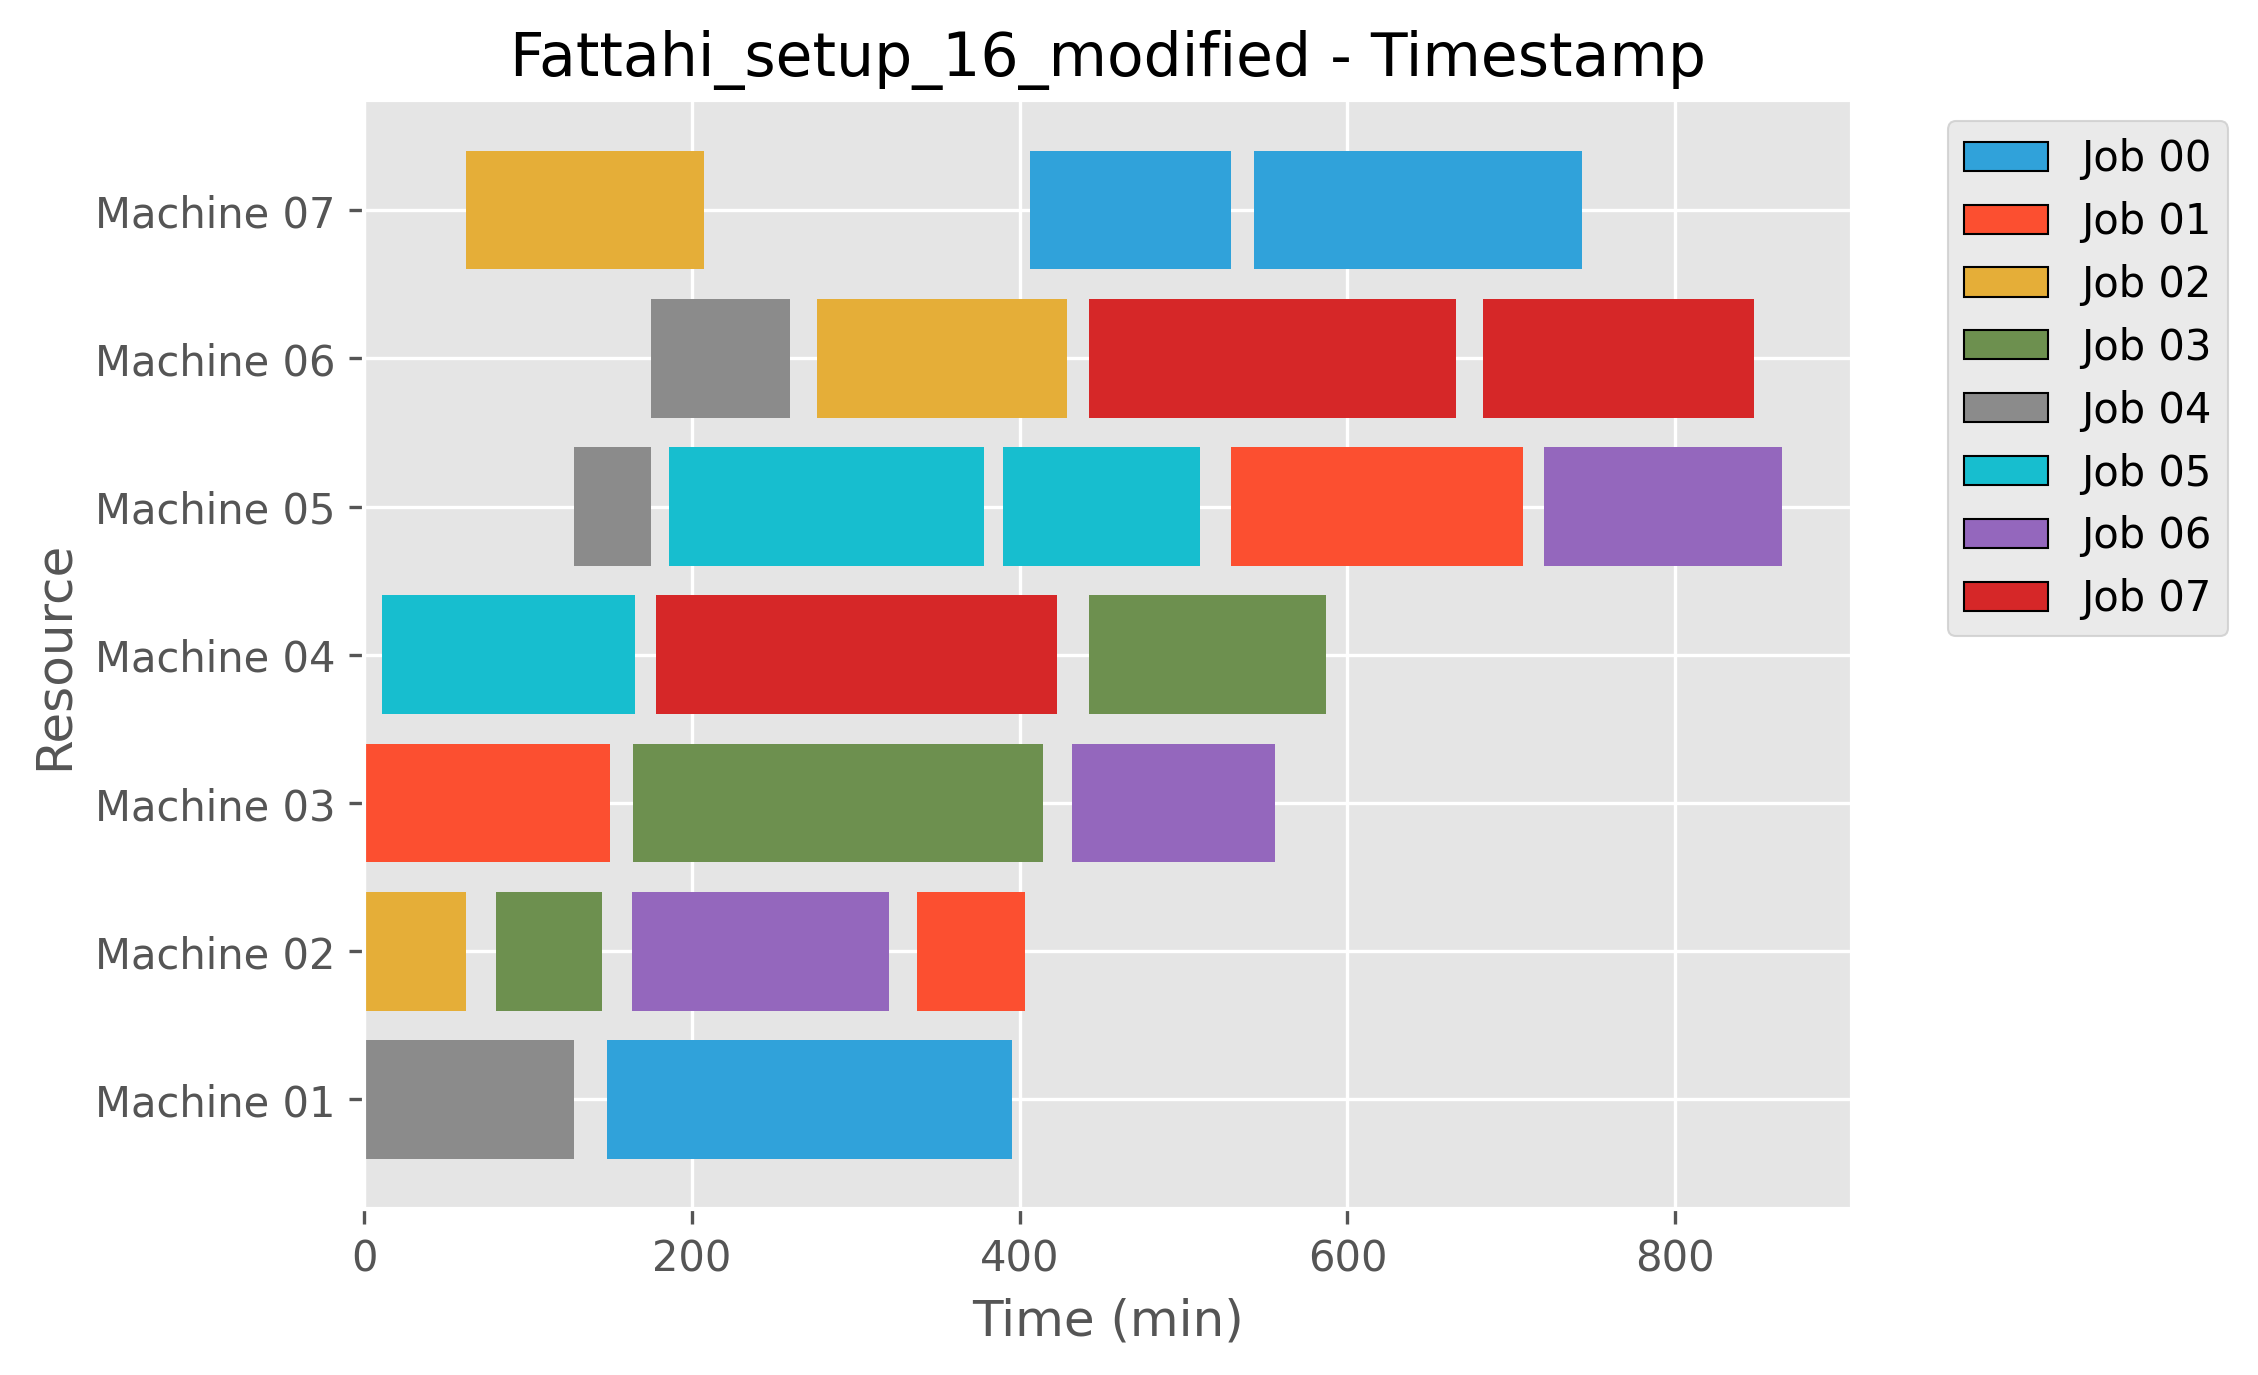 Fattahi_setup_16_modified - Timestamp
Machine 07
Machine 06
Machine 05
Machine 04
Machine 03
Machine 02
Machine 01
Resource
0 200 400 600 800
Time (min)
Job 00
Job 01
Job 02
Job 03
Job 04
Job 05
Job 06
Job 07